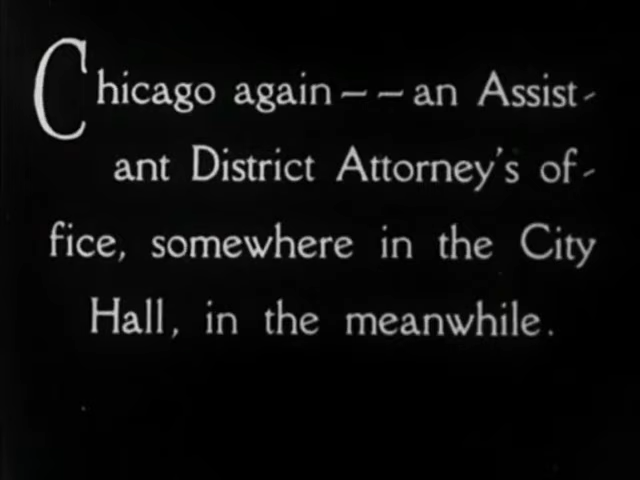 Chicago again -- an Assist-
ant District Attorney's of-
fice, somewhere in the City
Hall, in the meanwhile.